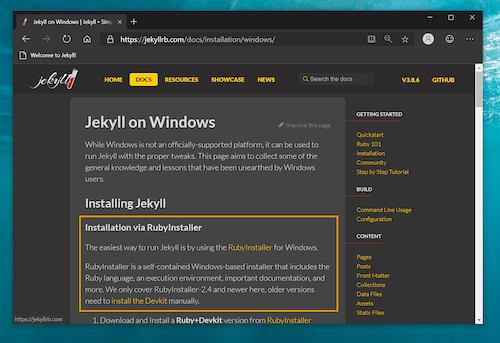 Jekyll on Windows | Jekyll • Simp
https://jekyllrb.com/docs/installation/windows/
Welcome to Jekyll!
jekyll
HOME DOCS RESOURCES SHOWCASE NEWS Search the docs V3.8.6 GITHUB
Jekyll on Windows
Improve this page
While Windows is not an officially-supported platform, it can be used to
run Jekyll with the proper tweaks. This page aims to collect some of the
general knowledge and lessons that have been unearthed by Windows
users.
Installing Jekyll
Installation via RubyInstaller
The easiest way to run Jekyll is by using the RubyInstaller for Windows.
RubyInstaller is a self-contained Windows-based installer that includes the
Ruby language, an execution environment, important documentation, and
more. We only cover RubyInstaller-2.4 and newer here, older versions
need to install the Devkit manually.
1. Download and Install a Ruby+Devkit version from RubyInstaller
GETTING STARTED
Quickstart
Ruby 101
Installation
Community
Step by Step Tutorial
BUILD
Command Line Usage
Configuration
CONTENT
Pages
Posts
Front Matter
Collections
Data Files
Assets
Static Files
https://jekyllrb.com